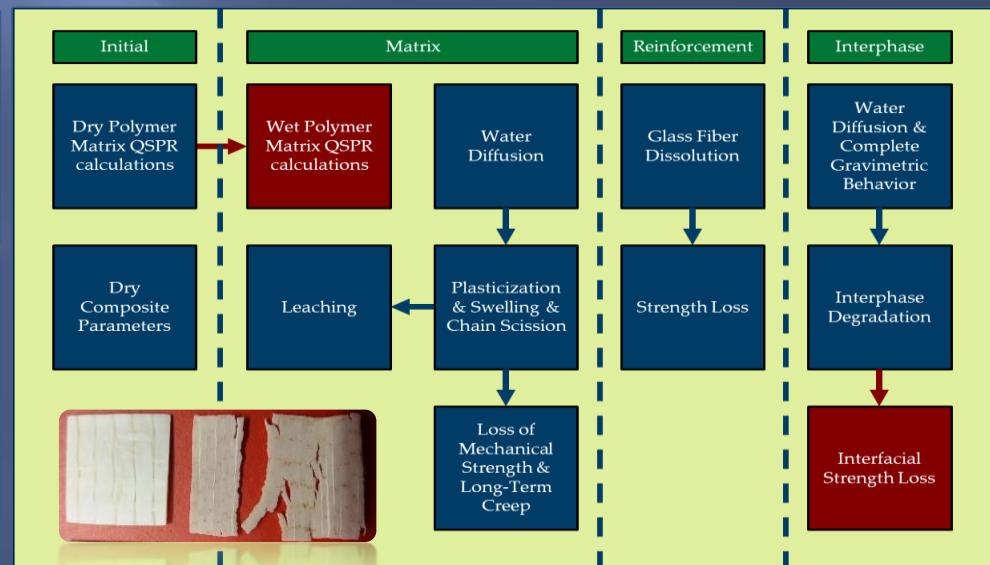 Initial
Matrix
Reinforcement
Interphase
Dry Polymer
Matrix QSPR
calculations
Wet Polymer
Matrix QSPR
calculations
Water
Diffusion
Glass Fiber
Dissolution
Water
Diffusion &
Complete
Gravimetric
Behavior
Dry
Composite
Parameters
Leaching
Plasticization
& Swelling &
Chain Scission
Strength Loss
Interphase
Degradation
Loss of
Mechanical
Strength &
Long-Term
Creep
Interfacial
Strength Loss